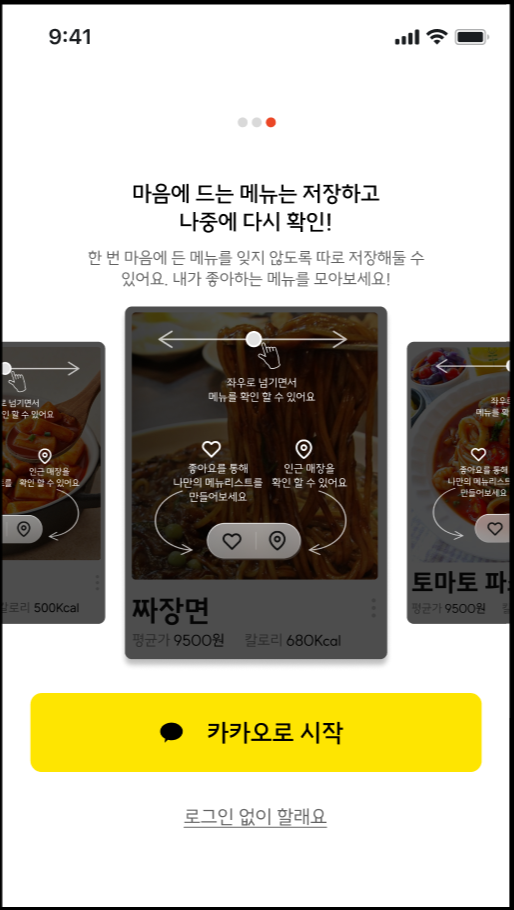 9:41
마음에 드는 메뉴는 저장하고
나중에 다시 확인!
한 번 마음에 든 메뉴를 잊지 않도록 따로 저장해둘 수
있어요. 내가 좋아하는 메뉴를 모아보세요!
로 넘기면서
인 할 수 있어요
인근 매장을
트를 확인 할 수 있어요
칼로리 500Kcal
좌우로 넘기면서
메뉴를 확인 할 수 있어요
좋아요를 통해
나만의 메뉴리스트를
만들어보세요
인근 매장을
확인 할 수 있어요
짜장면
평균가 9500원 칼로리 680Kcal
좌우
메뉴를 확
좋아요를 통해
나만의 메뉴리스트
만들어보세요
토마토 파
평균가 9500원
카카오로 시작
로그인 없이 할래요